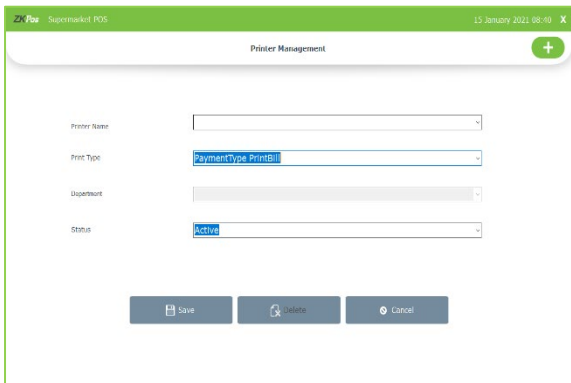 ZKPos Supermarket POS 15 January 2021 08:40 X
Printer Management
Printer Name
Print Type PaymentType PrintBill
Department
Status Active
Save Delete Cancel